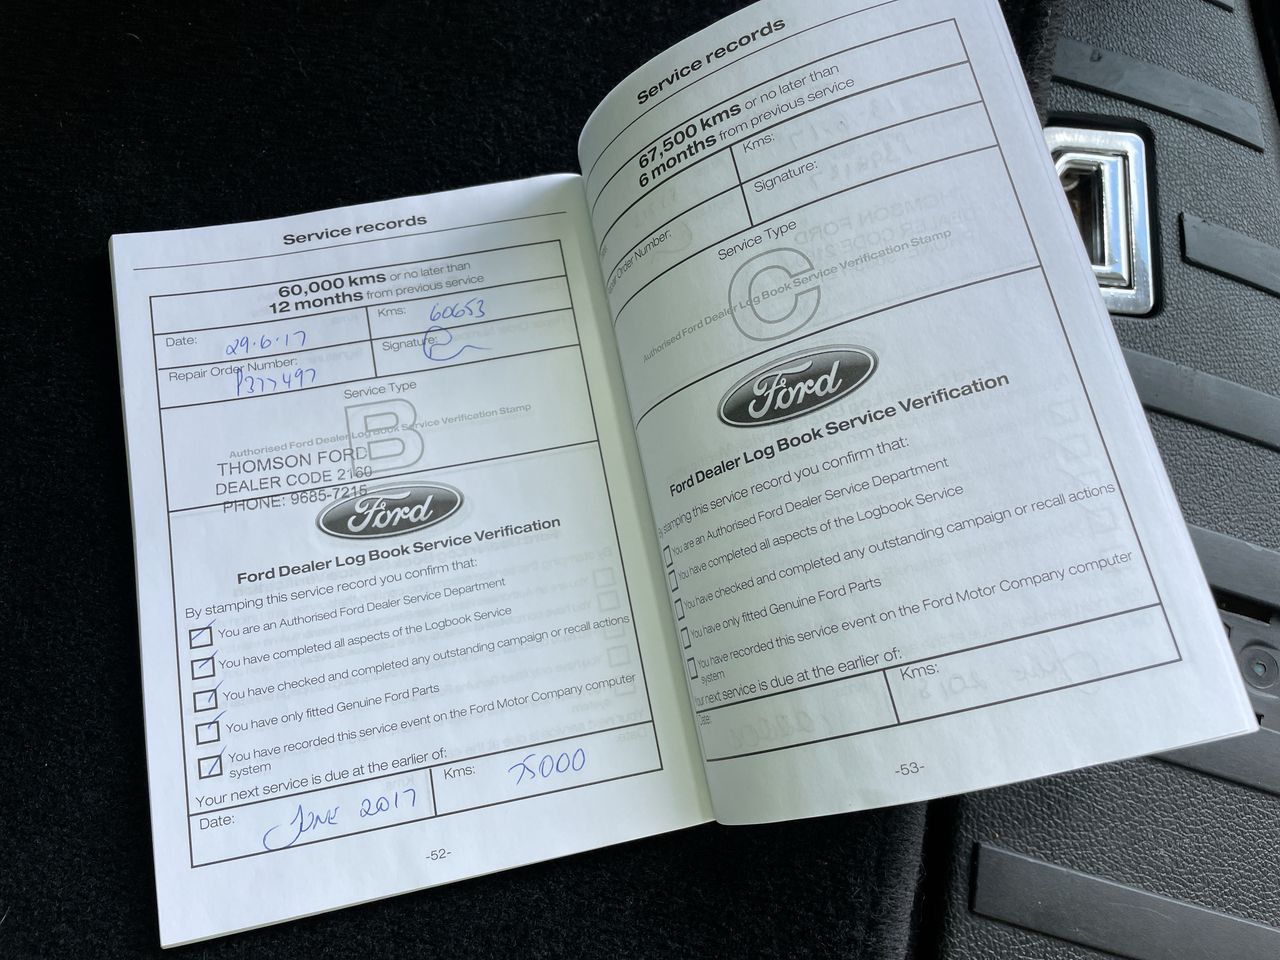 Service records
60,000 kms or no later than
12 months from previous service
Date: 29.6.17
Kms: 60653
Repair Order Number: P377497
Signature:
Service Type
B
Authorised Ford Dealer Log Book Service Verification Stamp
THOMSON FORD
DEALER CODE 2160
PHONE: 9685-7215
Ford
Ford Dealer Log Book Service Verification
By stamping this service record you confirm that:
You are an Authorised Ford Dealer Service Department
You have completed all aspects of the Logbook Service
You have checked and completed any outstanding campaign or recall actions
You have only fitted Genuine Ford Parts
You have recorded this service event on the Ford Motor Company computer
system
Your next service is due at the earlier of:
Date: JUNE 2017
Kms: 75000
-52-
Service records
67,500 kms or no later than
6 months from previous service
Kms:
Order Number:
Signature:
Service Type
C
Authorised Ford Dealer Log Book Service Verification Stamp
Ford
Ford Dealer Log Book Service Verification
By stamping this service record you confirm that:
You are an Authorised Ford Dealer Service Department
You have completed all aspects of the Logbook Service
You have checked and completed any outstanding campaign or recall actions
You have only fitted Genuine Ford Parts
You have recorded this service event on the Ford Motor Company computer
system
Your next service is due at the earlier of:
Date:
Kms:
-53-